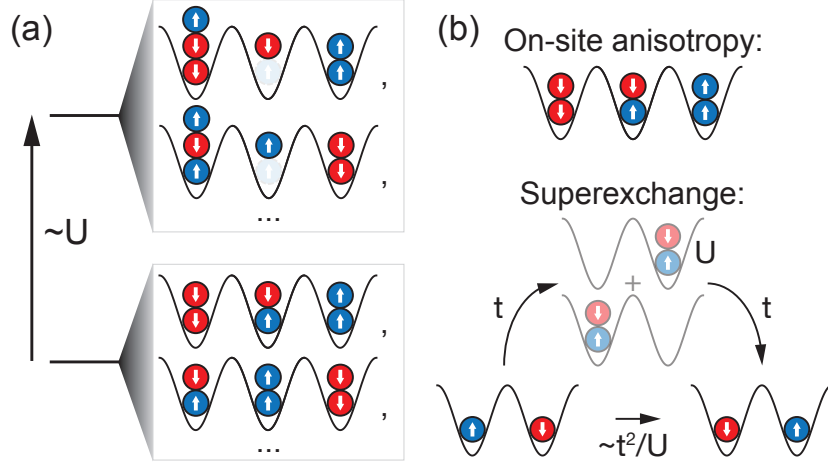 (a)
~U
,
,
...
,
,
...
(b)
On-site anisotropy:
Superexchange:
U
+
t
t
~t²/U